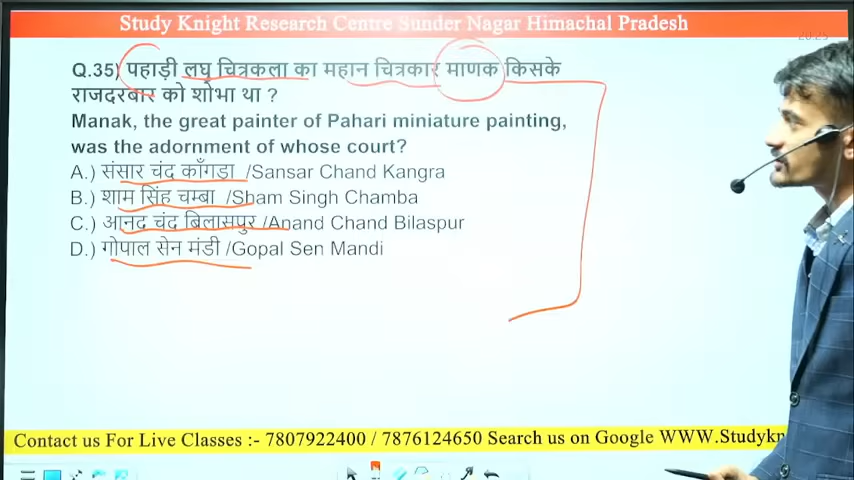 Study Knight Research Centre Sunder Nagar Himachal Pradesh
20:25
Q.35) पहाड़ी लघु चित्रकला का महान चित्रकार माणक किसके
राजदरबार को शोभा था ?
Manak, the great painter of Pahari miniature painting,
was the adornment of whose court?
A.) संसार चंद काँगड़ा /Sansar Chand Kangra
B.) शाम सिंह चम्बा /Sham Singh Chamba
C.) आनद चंद बिलासपुर /Anand Chand Bilaspur
D.) गोपाल सेन मंडी /Gopal Sen Mandi
Contact us For Live Classes :- 7807922400 / 7876124650 Search us on Google WWW.Studykn